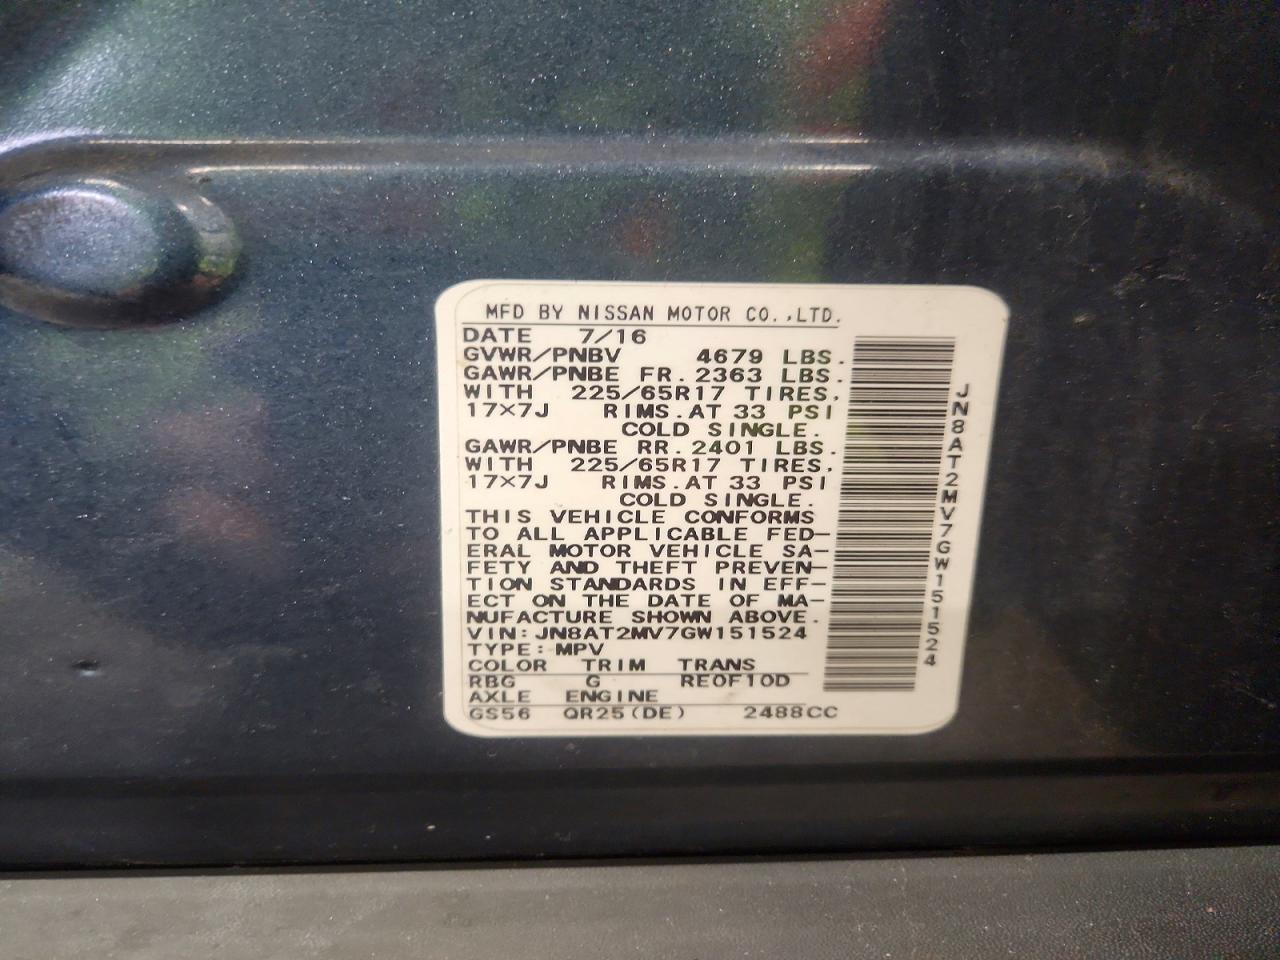 MFD BY NISSAN MOTOR CO.,LTD.
DATE 7/16
GVWR/PNBV 4679 LBS.
GAWR/PNBE FR. 2363 LBS.
WITH 225/65R17 TIRES,
17×7J RIMS.AT 33 PSI
COLD SINGLE.
GAWR/PNBE RR. 2401 LBS.
WITH 225/65R17 TIRES,
17×7J RIMS.AT 33 PSI
COLD SINGLE.
THIS VEHICLE CONFORMS
TO ALL APPLICABLE FED-
ERAL MOTOR VEHICLE SA-
FETY AND THEFT PREVEN-
TION STANDARDS IN EFF-
ECT ON THE DATE OF MA-
NUFACTURE SHOWN ABOVE.
VIN:JN8AT2MV7GW151524
TYPE:MPV
COLOR TRIM TRANS
RBG G RE0F10D
AXLE ENGINE
GS56 QR25(DE) 2488CC
JN8AT2MV7GW151524